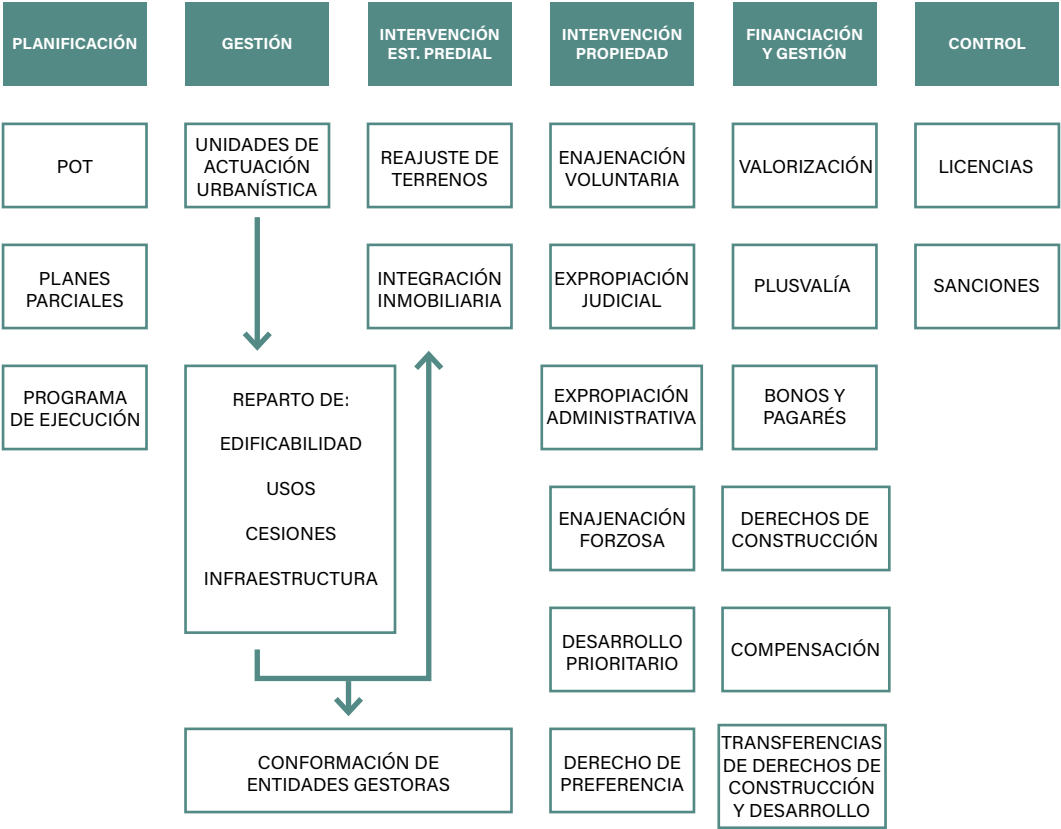 PLANIFICACIÓN
GESTIÓN
INTERVENCIÓN
EST. PREDIAL
INTERVENCIÓN
PROPIEDAD
FINANCIACIÓN
Y GESTIÓN
CONTROL
POT
UNIDADES DE
ACTUACIÓN
URBANÍSTICA
REAJUSTE DE
TERRENOS
ENAJENACIÓN
VOLUNTARIA
VALORIZACIÓN
LICENCIAS
PLANES
PARCIALES
INTEGRACIÓN
INMOBILIARIA
EXPROPIACIÓN
JUDICIAL
PLUSVALÍA
SANCIONES
PROGRAMA
DE EJECUCIÓN
REPARTO DE:
EDIFICABILIDAD
USOS
CESIONES
INFRAESTRUCTURA
EXPROPIACIÓN
ADMINISTRATIVA
BONOS Y
PAGARÉS
ENAJENACIÓN
FORZOSA
DERECHOS DE
CONSTRUCCIÓN
DESARROLLO
PRIORITARIO
COMPENSACIÓN
CONFORMACIÓN DE
ENTIDADES GESTORAS
DERECHO DE
PREFERENCIA
TRANSFERENCIAS
DE DERECHOS DE
CONSTRUCCIÓN
Y DESARROLLO